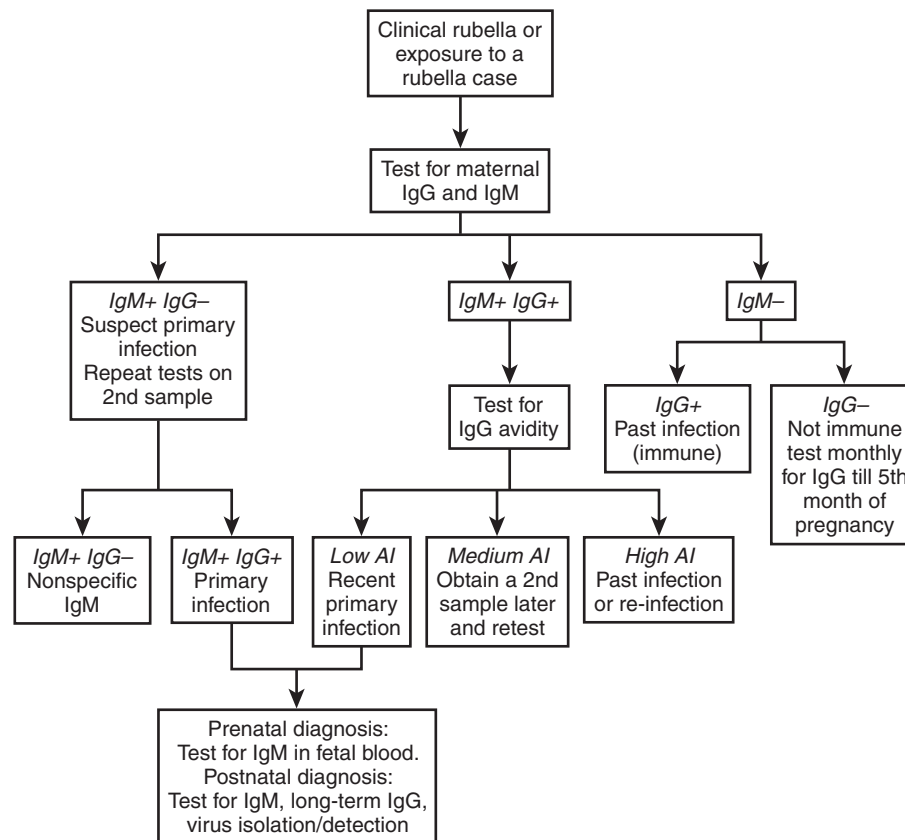 Clinical rubella or
exposure to a
rubella case
Test for maternal
IgG and IgM
IgM+ IgG–
Suspect primary
infection
Repeat tests on
2nd sample
IgM+ IgG+
IgM–
Test for
IgG avidity
IgG+
Past infection
(immune)
IgG–
Not immune
test monthly
for IgG till 5th
month of
pregnancy
IgM+ IgG–
Nonspecific
IgM
IgM+ IgG+
Primary
infection
Low AI
Recent
primary
infection
Medium AI
Obtain a 2nd
sample later
and retest
High AI
Past infection
or re-infection
Prenatal diagnosis:
Test for IgM in fetal blood.
Postnatal diagnosis:
Test for IgM, long-term IgG,
virus isolation/detection